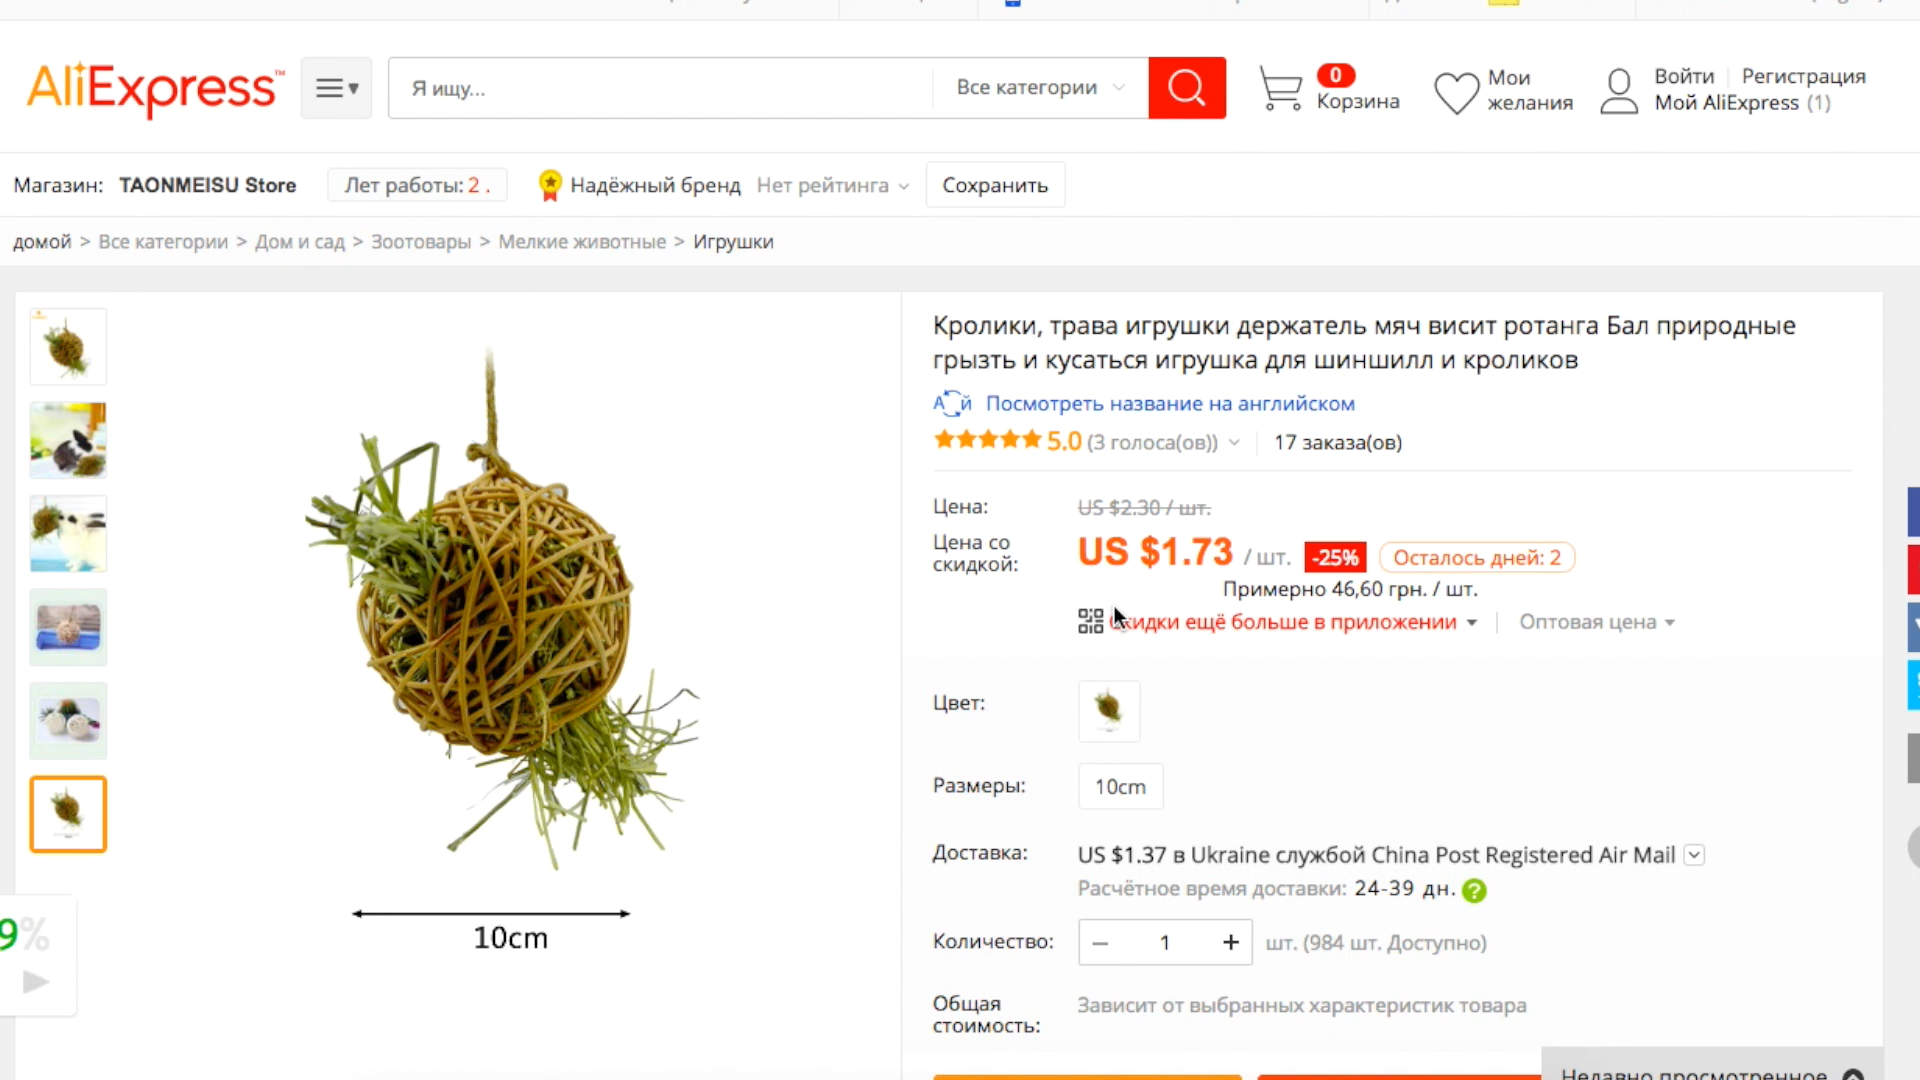 AliExpress™
Я ищу...
Все категории
0
Корзина
Мои
желания
Войти | Регистрация
Мой AliExpress (1)
Магазин: TAONMEISU Store
Лет работы: 2 .
Надёжный бренд Нет рейтинга
Сохранить
домой > Все категории > Дом и сад > Зоотовары > Мелкие животные > Игрушки
10cm
9%
Кролики, трава игрушки держатель мяч висит ротанга Бал природные
грызть и кусаться игрушка для шиншилл и кроликов
Посмотреть название на английском
5.0 (3 голоса(ов)) 17 заказа(ов)
Цена: US $2.30 / шт.
Цена со
скидкой: US $1.73 / шт. -25% Осталось дней: 2
Примерно 46,60 грн. / шт.
ещё больше в приложении Оптовая цена
Цвет:
Размеры: 10cm
Доставка: US $1.37 в Ukraine службой China Post Registered Air Mail
Расчётное время доставки: 24-39 дн. ?
Количество: − 1 + шт. (984 шт. Доступно)
Общая
стоимость: Зависит от выбранных характеристик товара
Недавно просмотренное